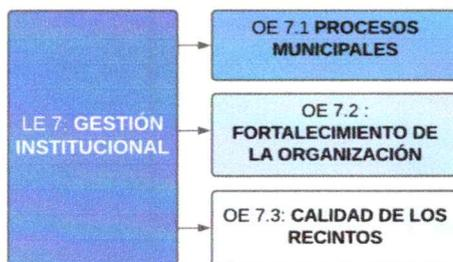 LE 7: GESTIÓN
INSTITUCIONAL
OE 7.1 PROCESOS
MUNICIPALES
OE 7.2 :
FORTALECIMIENTO DE
LA ORGANIZACIÓN
OE 7.3: CALIDAD DE LOS
RECINTOS